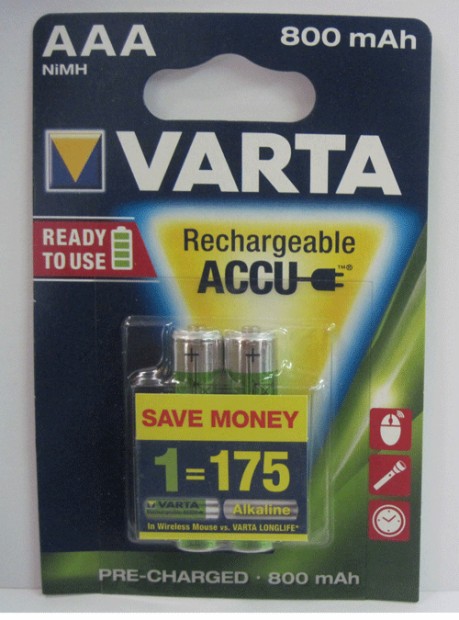 AAA
800 mAh
NiMH
VARTA
READY
TO USE
Rechargeable
ACCU ™®
+ +
SAVE MONEY
1=175
VARTA Alkaline
In Wireless Mouse vs. VARTA LONGLIFE*
PRE-CHARGED · 800 mAh